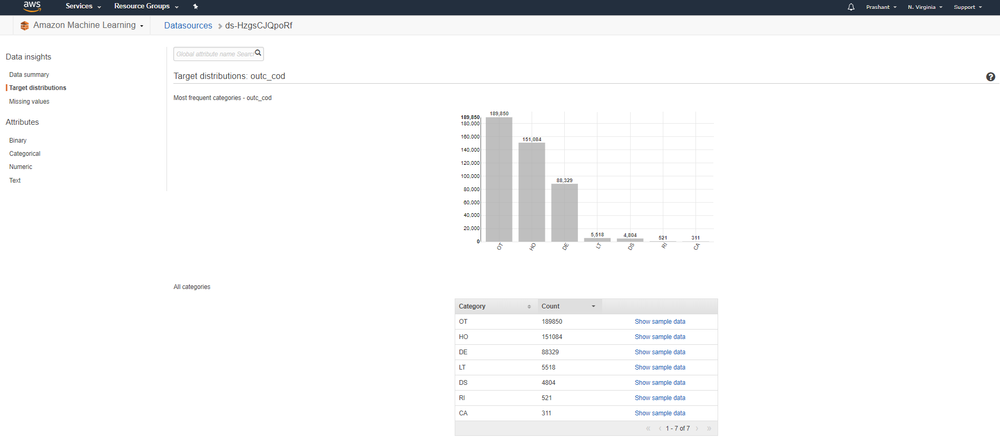 aws Services Resource Groups Prashant N. Virginia Support
Amazon Machine Learning Datasources ds-HzgsCJQpoRf
Data insights
Data summary
Target distributions
Missing values
Attributes
Binary
Categorical
Numeric
Text
Global attribute name Search
Target distributions: outc_cod
Most frequent categories - outc_cod
189,850
180,000
160,000
140,000
120,000
100,000
80,000
60,000
40,000
20,000
0
189,850
151,084
88,329
5,518
4,804
521
311
OT HO DE LT DS RI CA
All categories
Category Count
OT 189850 Show sample data
HO 151084 Show sample data
DE 88329 Show sample data
LT 5518 Show sample data
DS 4804 Show sample data
RI 521 Show sample data
CA 311 Show sample data
« ‹ 1 - 7 of 7 › »